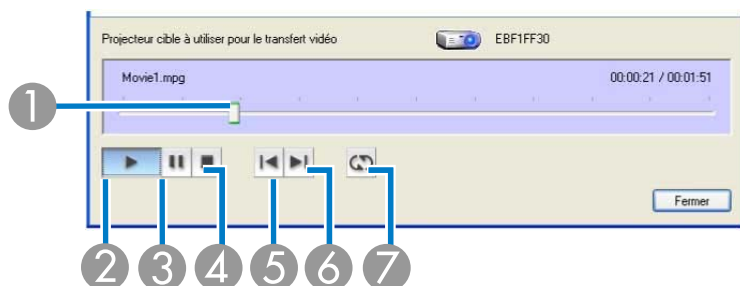 Projecteur cible à utiliser pour le transfert vidéo EBF1FF30
Movie1.mpg 00:00:21 / 00:01:51
1
Fermer
2 3 4 5 6 7